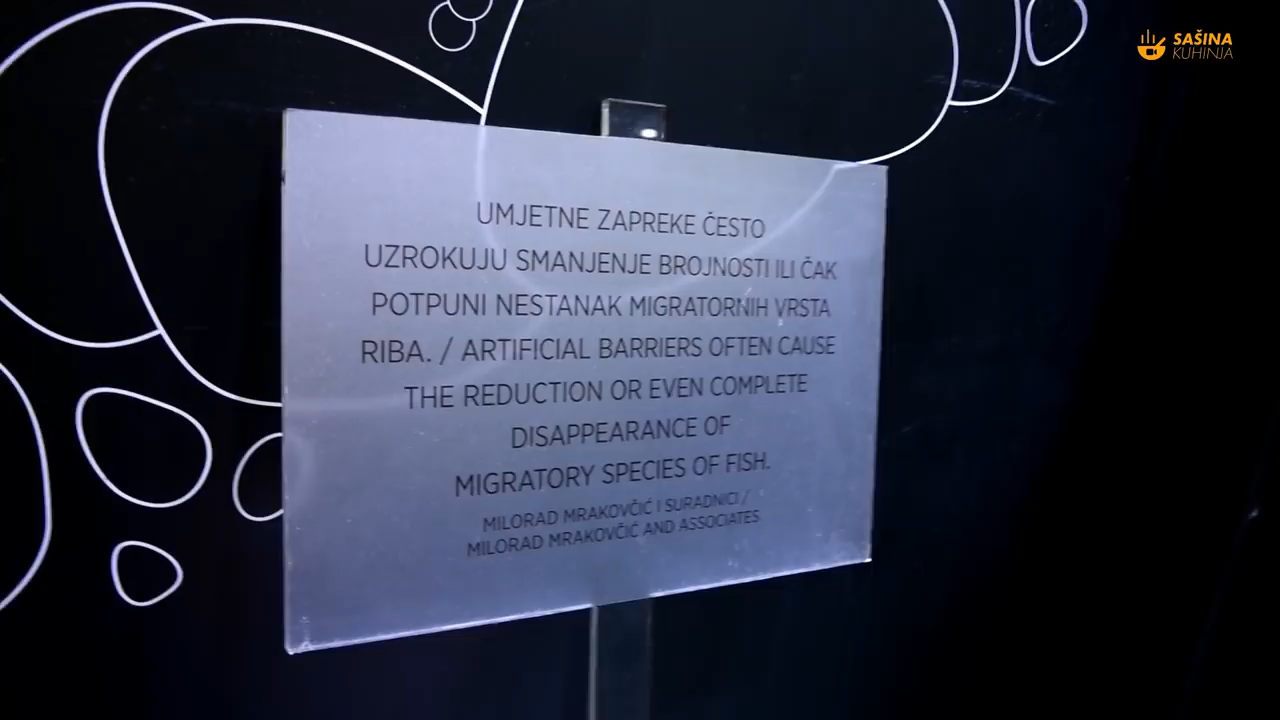 SAŠINA
KUHINJA
UMJETNE ZAPREKE ČESTO
UZROKUJU SMANJENJE BROJNOSTI ILI ČAK
POTPUNI NESTANAK MIGRATORNIH VRSTA
RIBA. / ARTIFICIAL BARRIERS OFTEN CAUSE
THE REDUCTION OR EVEN COMPLETE
DISAPPEARANCE OF
MIGRATORY SPECIES OF FISH.
MILORAD MRAKOVČIĆ I SURADNICI /
MILORAD MRAKOVČIĆ AND ASSOCIATES